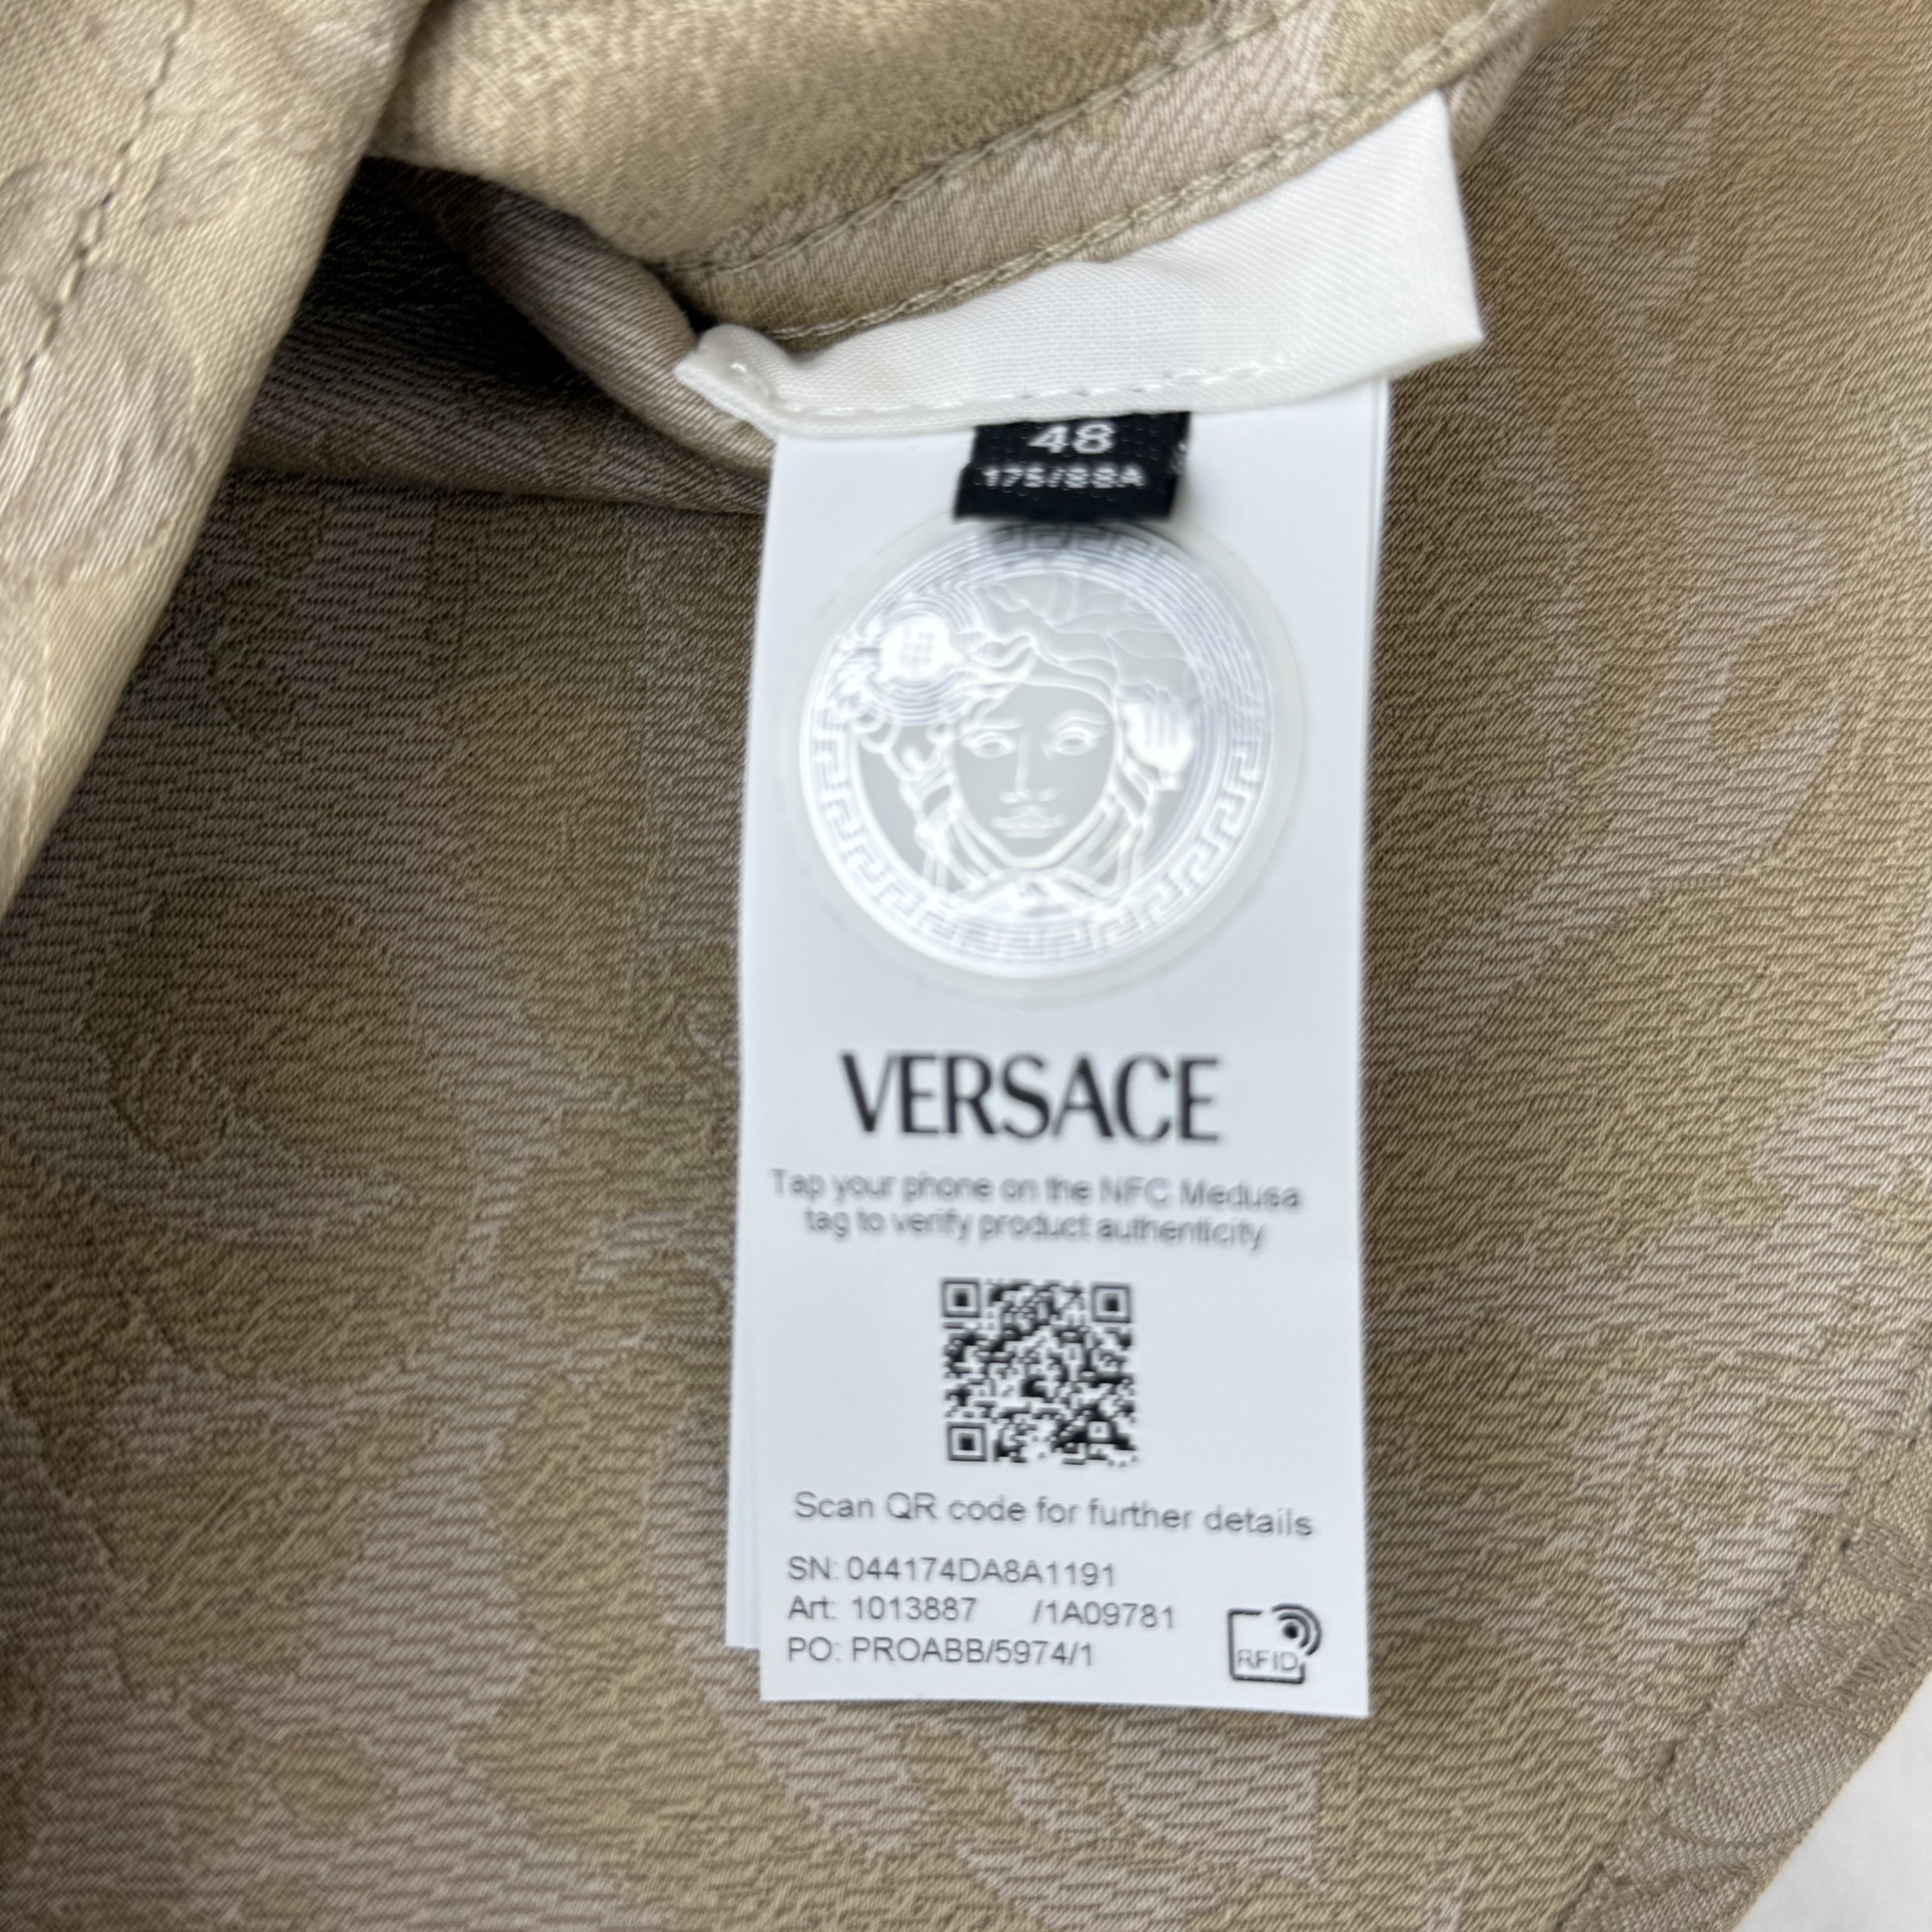 48
175/88A
VERSACE
Tap your phone on the NFC Medusa
tag to verify product authenticity
Scan QR code for further details
SN: 044174DA8A1191
Art: 1013887 /1A09781
PO: PROABB/5974/1
RFID